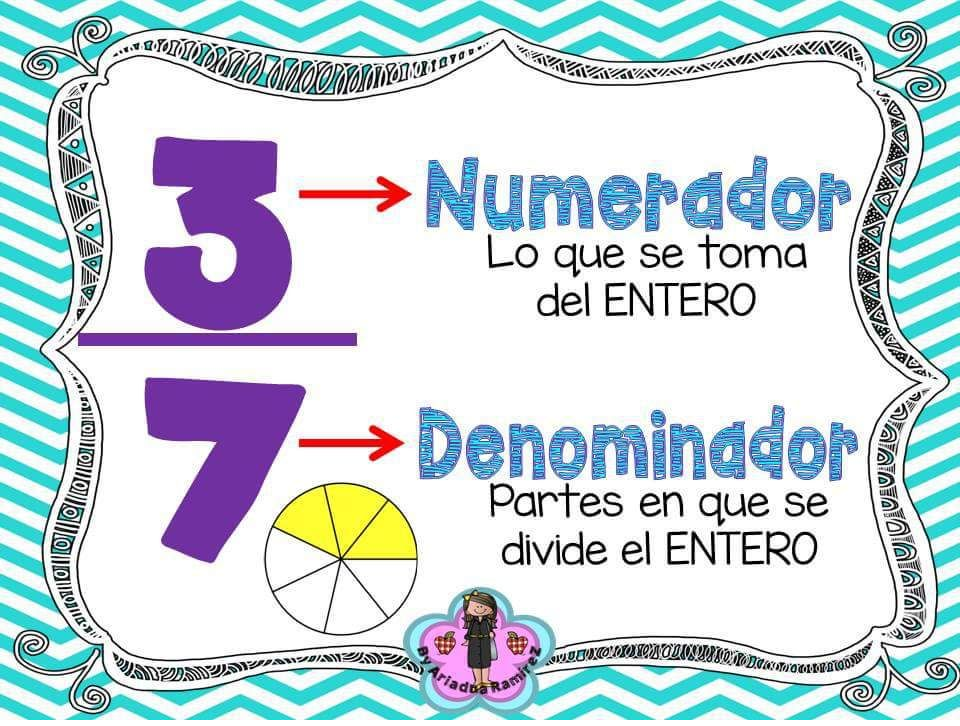 3
Numerador
Lo que se toma
del ENTERO
7
Denominador
Partes en que se
divide el ENTERO
By Ariadna Ramirez